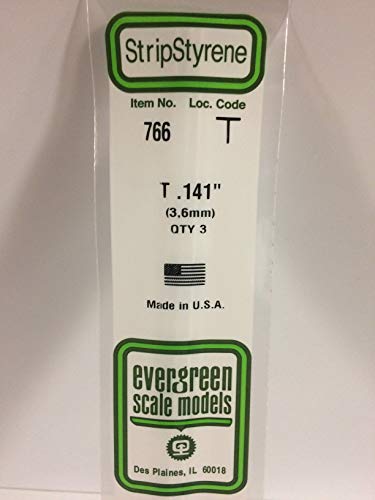 StripStyrene
Item No. Loc. Code
766 T
T .141"
(3,6mm)
QTY 3
Made in U.S.A.
evergreen
scale models
Des Plaines, IL 60018